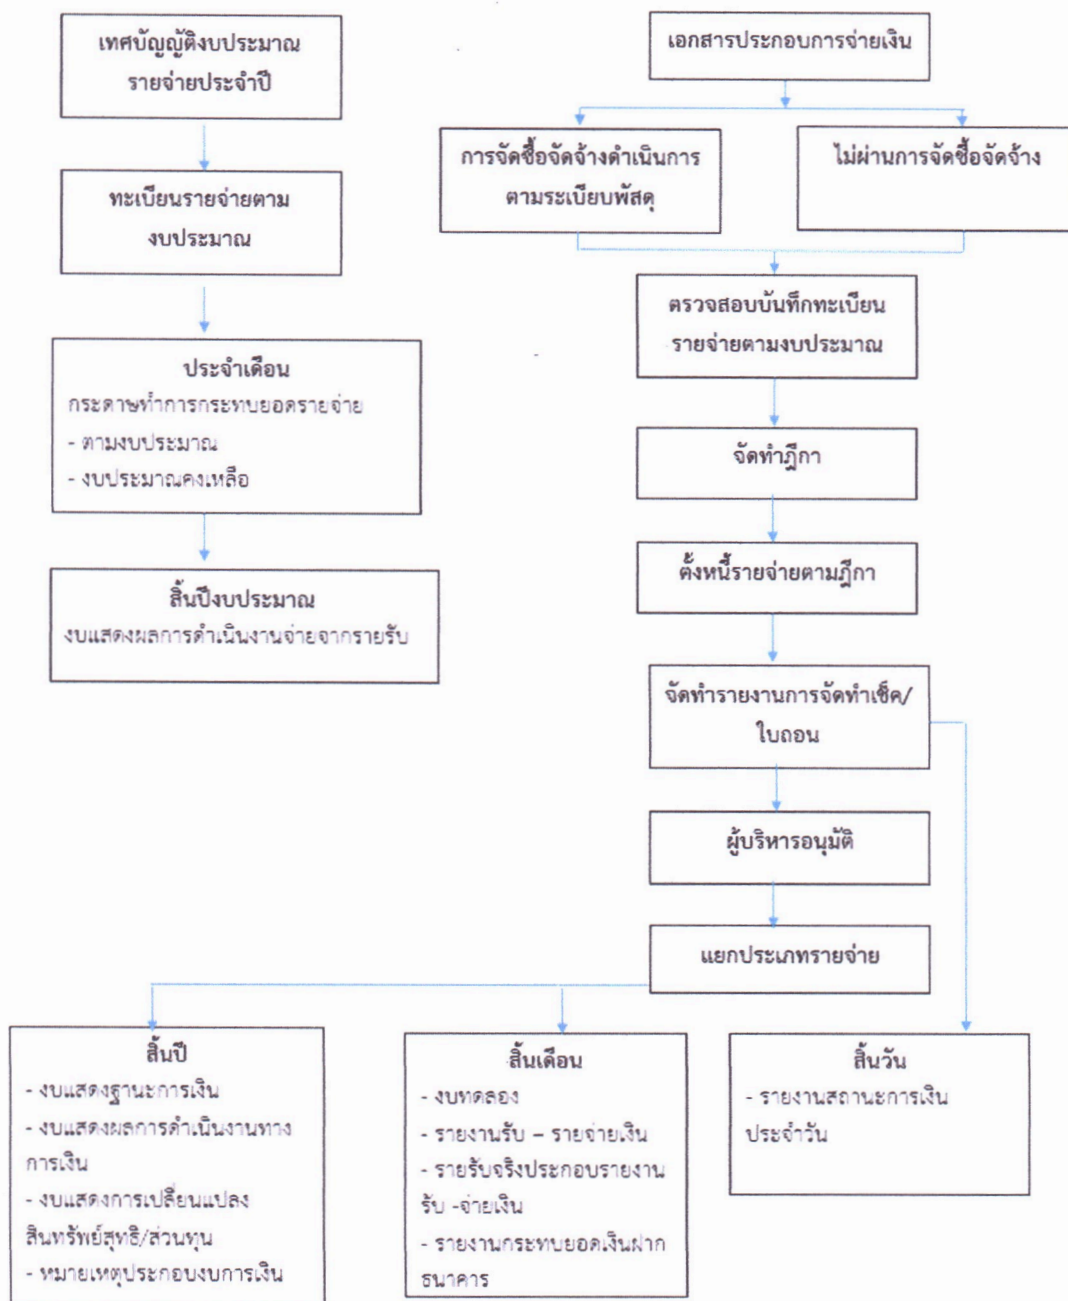 เทศบัญญัติงบประมาณ
รายจ่ายประจำปี
ทะเบียนรายจ่ายตาม
งบประมาณ
ประจำเดือน
กระดาษทำการกระทบยอดรายจ่าย
- ตามงบประมาณ
- งบประมาณคงเหลือ
สิ้นปีงบประมาณ
งบแสดงผลการดำเนินงานจ่ายจากรายรับ
เอกสารประกอบการจ่ายเงิน
การจัดซื้อจัดจ้างดำเนินการ
ตามระเบียบพัสดุ
ไม่ผ่านการจัดซื้อจัดจ้าง
ตรวจสอบบันทึกทะเบียน
รายจ่ายตามงบประมาณ
จัดทำฎีกา
ตั้งหนี้รายจ่ายตามฎีกา
จัดทำรายงานการจัดทำเช็ค/
ใบถอน
ผู้บริหารอนุมัติ
แยกประเภทรายจ่าย
สิ้นปี
- งบแสดงฐานะการเงิน
- งบแสดงผลการดำเนินงานทาง
การเงิน
- งบแสดงการเปลี่ยนแปลง
สินทรัพย์สุทธิ/ส่วนทุน
- หมายเหตุประกอบงบการเงิน
สิ้นเดือน
- งบทดลอง
- รายงานรับ – รายจ่ายเงิน
- รายรับจริงประกอบรายงาน
รับ -จ่ายเงิน
- รายงานกระทบยอดเงินฝาก
ธนาคาร
สิ้นวัน
- รายงานสถานะการเงิน
ประจำวัน